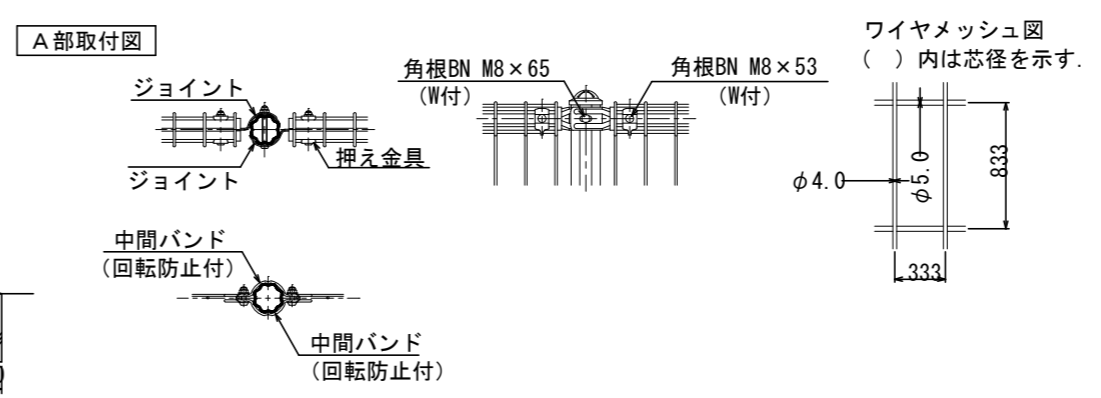 A部取付図
ジョイント
ジョイント
押え金具
中間バンド
(回転防止付)
中間バンド
(回転防止付)
角根BN M8×65
(W付)
角根BN M8×53
(W付)
ワイヤメッシュ図
(　)内は芯径を示す.
φ4.0
φ5.0
833
333